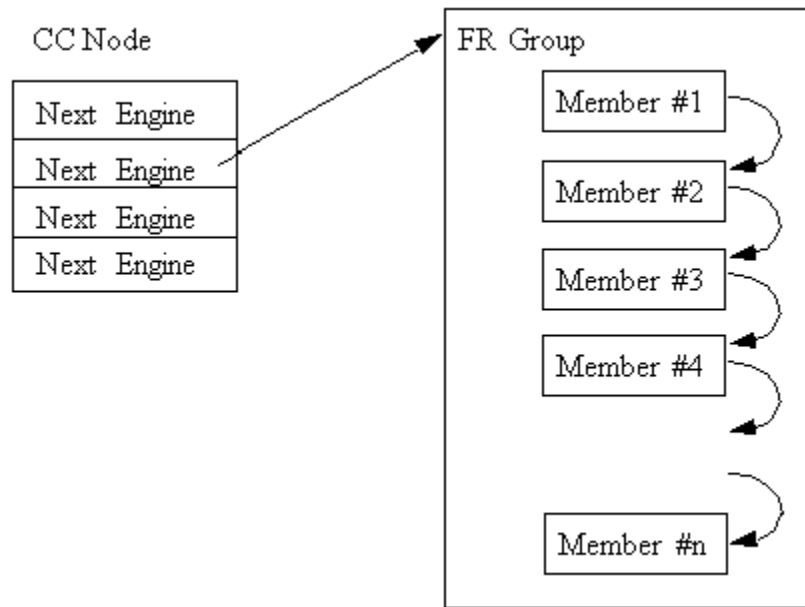 CC Node
Next Engine
Next Engine
Next Engine
Next Engine
FR Group
Member #1
Member #2
Member #3
Member #4
Member #n